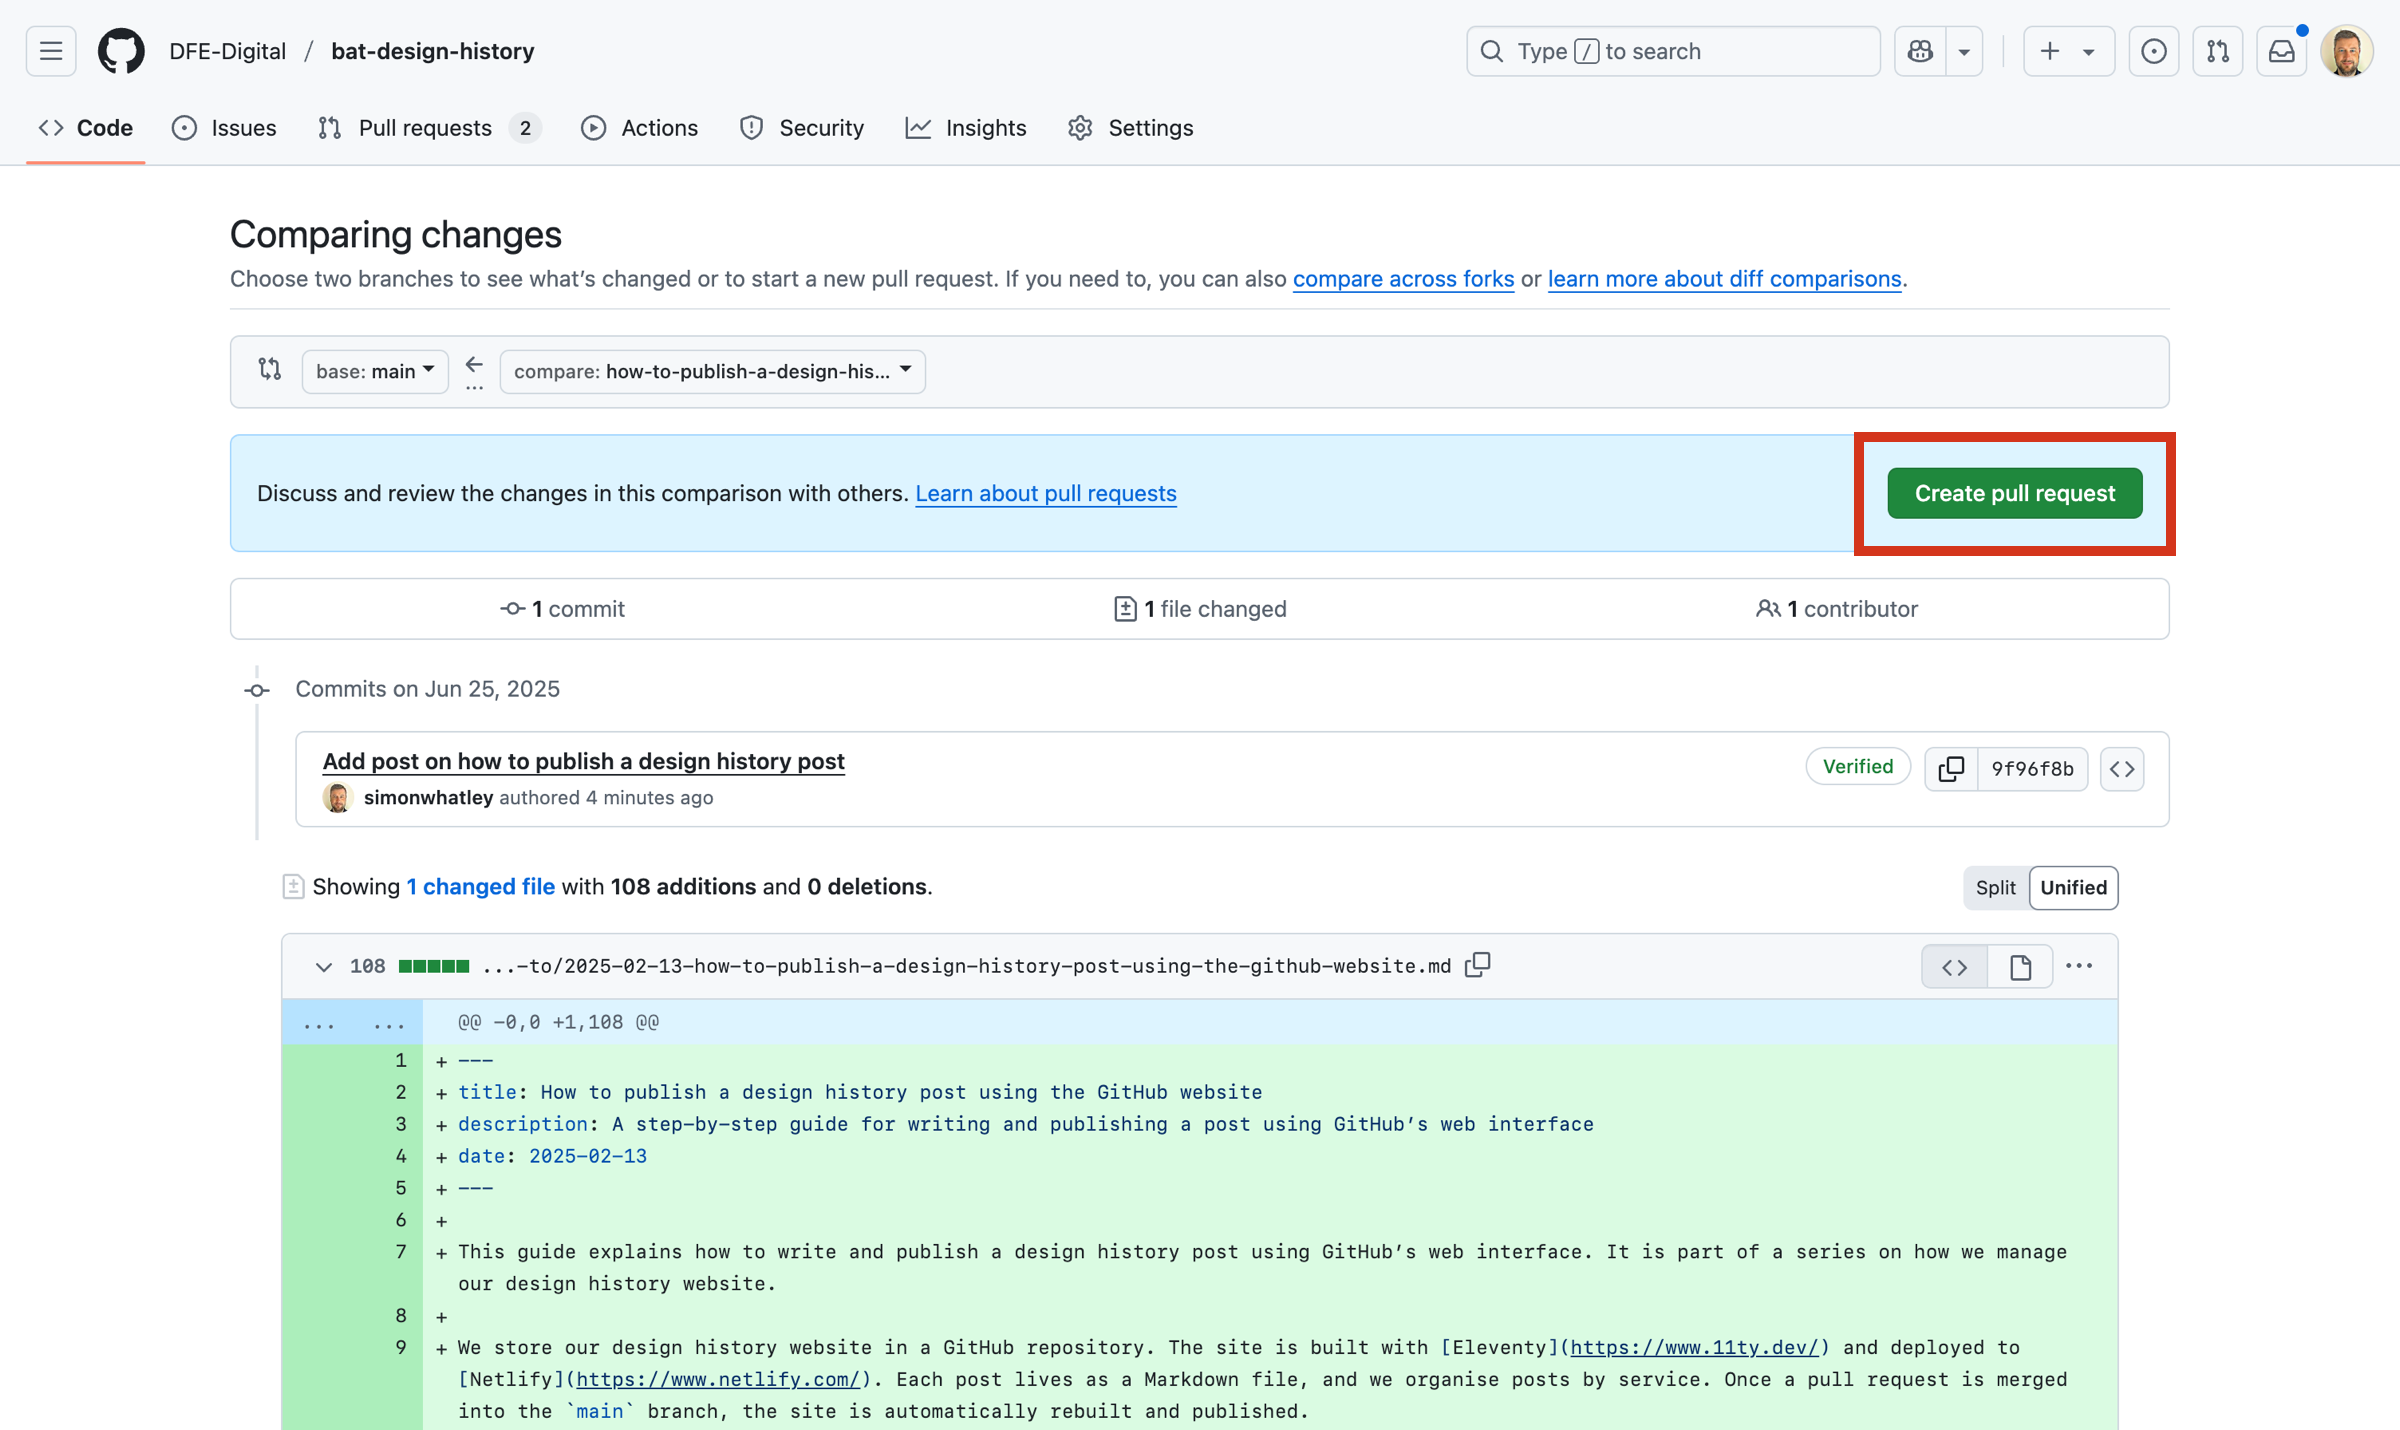 DFE-Digital / bat-design-history
Type / to search
Code
Issues
Pull requests 2
Actions
Security
Insights
Settings
Comparing changes
Choose two branches to see what’s changed or to start a new pull request. If you need to, you can also compare across forks or learn more about diff comparisons.
base: main
compare: how-to-publish-a-design-his...
Discuss and review the changes in this comparison with others. Learn about pull requests
Create pull request
1 commit
1 file changed
1 contributor
Commits on Jun 25, 2025
Add post on how to publish a design history post
simonwhatley authored 4 minutes ago
Verified
9f96f8b
Showing 1 changed file with 108 additions and 0 deletions.
Split
Unified
108 ...-to/2025-02-13-how-to-publish-a-design-history-post-using-the-github-website.md
... ... @@ -0,0 +1,108 @@
1 + ---
2 + title: How to publish a design history post using the GitHub website
3 + description: A step-by-step guide for writing and publishing a post using GitHub’s web interface
4 + date: 2025-02-13
5 + ---
6 +
7 + This guide explains how to write and publish a design history post using GitHub’s web interface. It is part of a series on how we manage
our design history website.
8 +
9 + We store our design history website in a GitHub repository. The site is built with [Eleventy](https://www.11ty.dev/) and deployed to
[Netlify](https://www.netlify.com/). Each post lives as a Markdown file, and we organise posts by service. Once a pull request is merged
into the `main` branch, the site is automatically rebuilt and published.